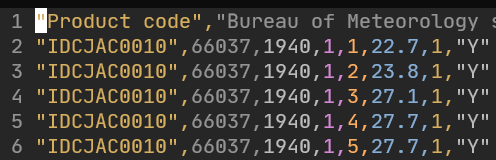 1 "Product code","Bureau of Meteorology
2 "IDCJAC0010",66037,1940,1,1,22.7,1,"Y"
3 "IDCJAC0010",66037,1940,1,2,23.8,1,"Y"
4 "IDCJAC0010",66037,1940,1,3,27.1,1,"Y"
5 "IDCJAC0010",66037,1940,1,4,27.7,1,"Y"
6 "IDCJAC0010",66037,1940,1,5,27.7,1,"Y"